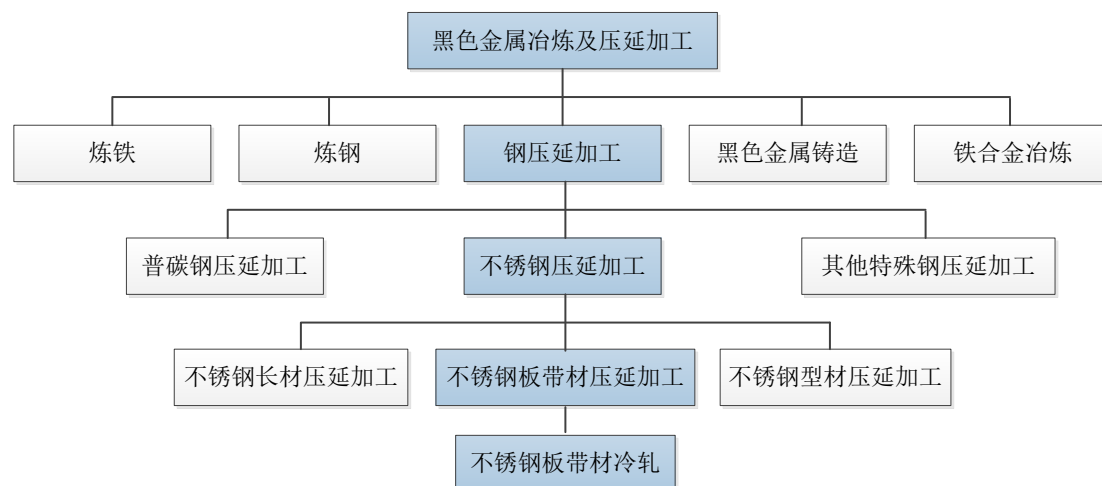 黑色金属冶炼及压延加工
炼铁
炼钢
钢压延加工
黑色金属铸造
铁合金冶炼
普碳钢压延加工
不锈钢压延加工
其他特殊钢压延加工
不锈钢长材压延加工
不锈钢板带材压延加工
不锈钢型材压延加工
不锈钢板带材冷轧